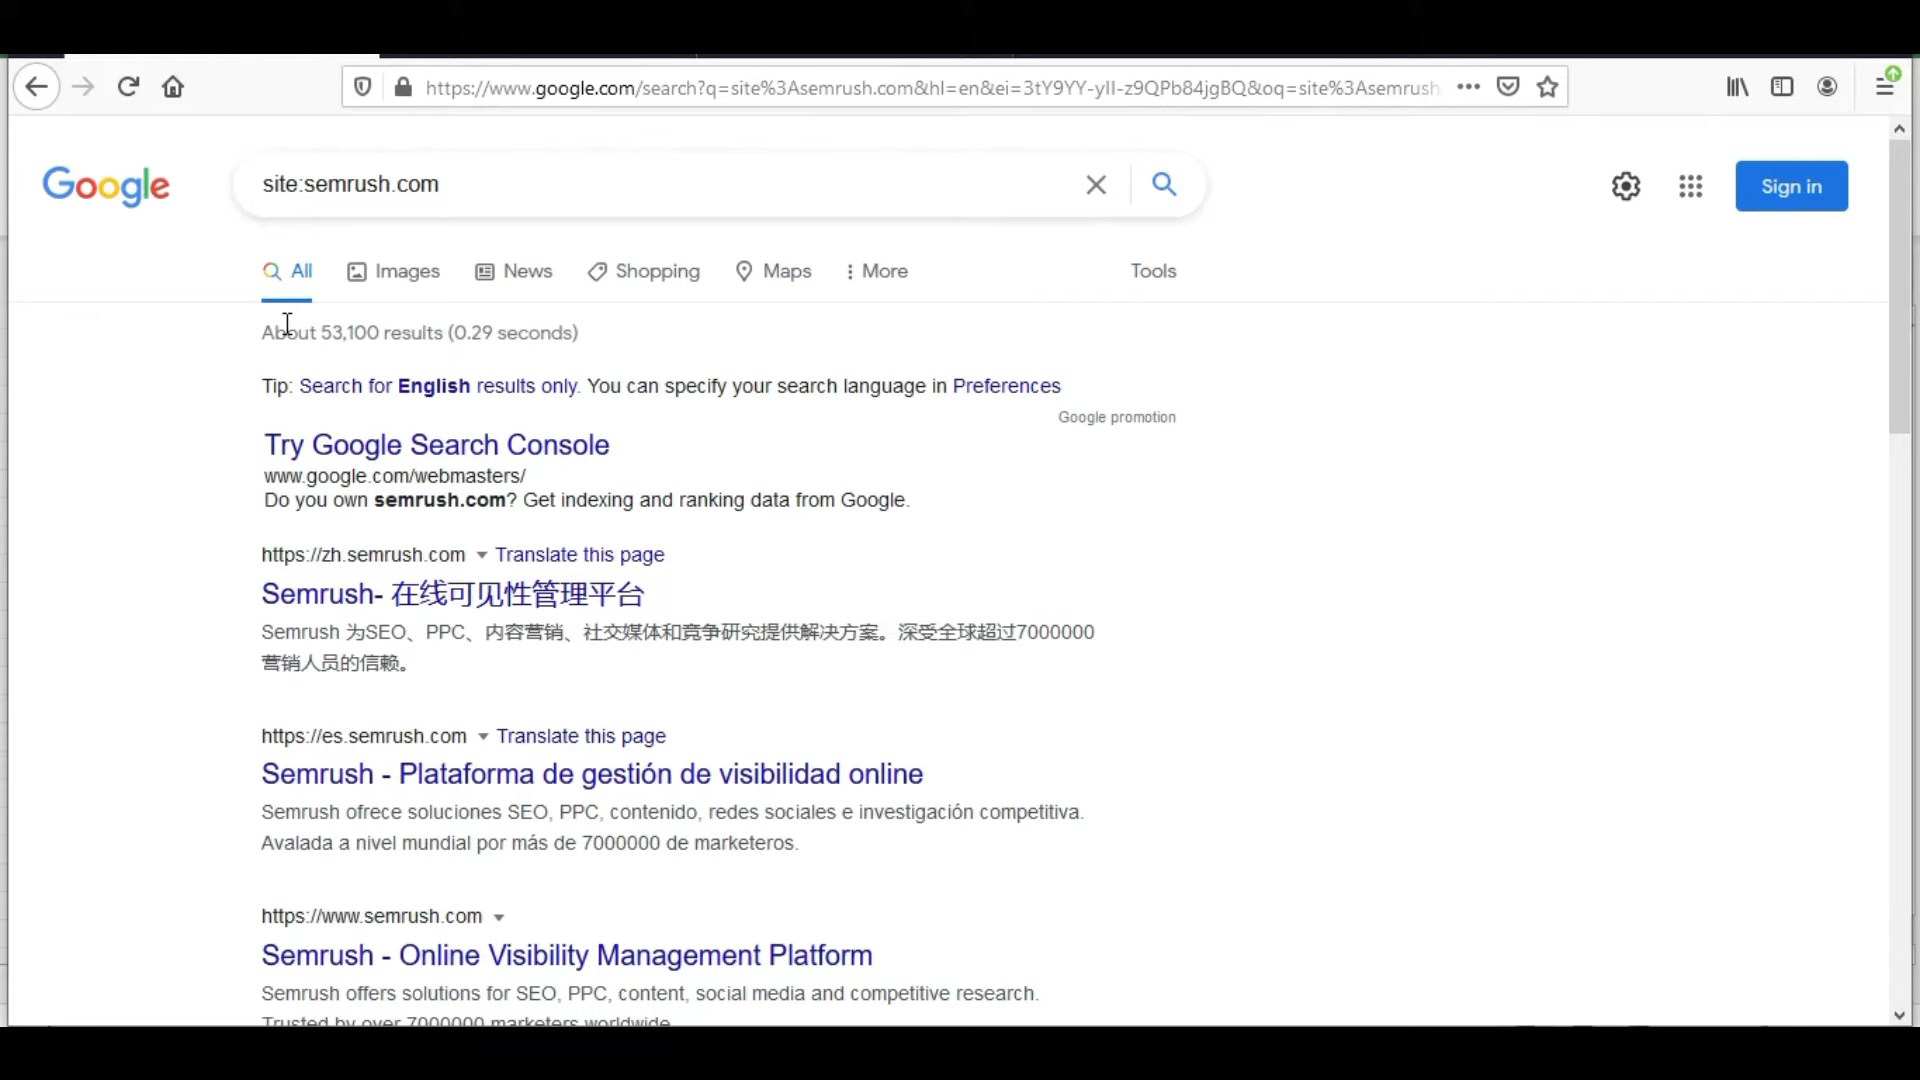 https://www.google.com/search?q=site%3Asemrush.com&hl=en&ei=3tY9YY-yII-z9QPb84jgBQ&oq=site%3Asemrush
Google
site:semrush.com
Sign in
All Images News Shopping Maps More Tools
About 53,100 results (0.29 seconds)
Tip: Search for English results only. You can specify your search language in Preferences
Google promotion
Try Google Search Console
www.google.com/webmasters/
Do you own semrush.com? Get indexing and ranking data from Google.
https://zh.semrush.com Translate this page
Semrush- 在线可见性管理平台
Semrush 为SEO、PPC、内容营销、社交媒体和竞争研究提供解决方案。深受全球超过7000000
营销人员的信赖。
https://es.semrush.com Translate this page
Semrush - Plataforma de gestión de visibilidad online
Semrush ofrece soluciones SEO, PPC, contenido, redes sociales e investigación competitiva.
Avalada a nivel mundial por más de 7000000 de marketeros.
https://www.semrush.com
Semrush - Online Visibility Management Platform
Semrush offers solutions for SEO, PPC, content, social media and competitive research.
Trusted by over 7000000 marketers worldwide